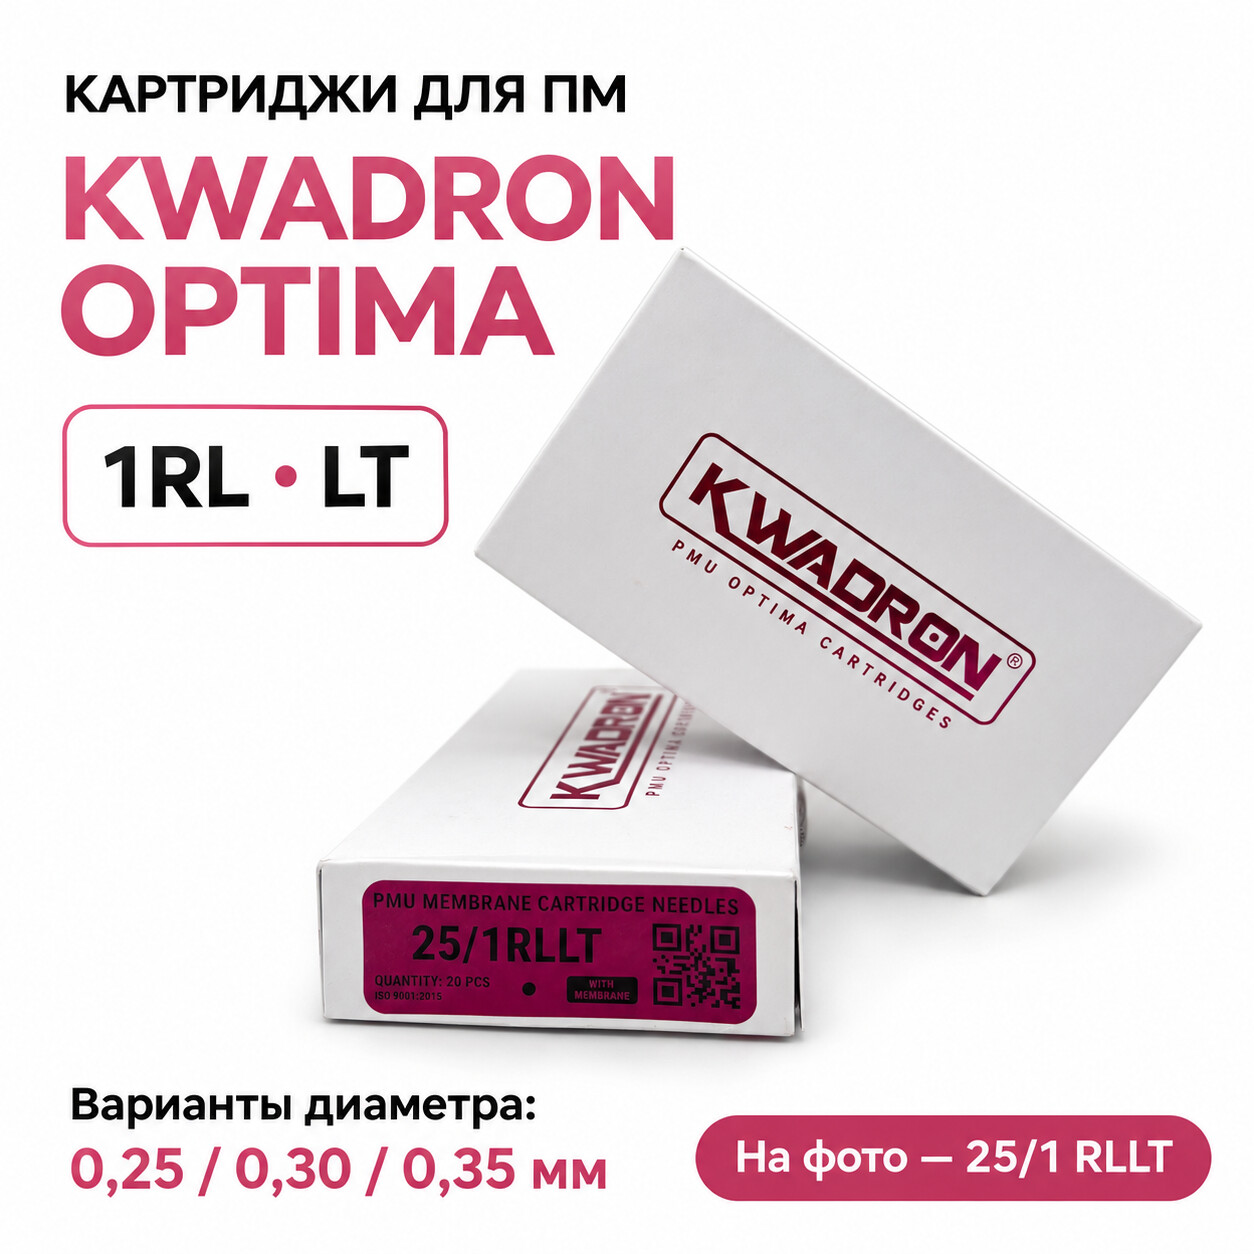 КАРТРИДЖИ ДЛЯ ПМ
KWADRON
OPTIMA
1RL • LT
KWADRON®
PMU OPTIMA CARTRIDGES
KWADRON
PMU OPTIMA
PMU MEMBRANE CARTRIDGE NEEDLES
25/1RLLT
QUANTITY: 20 PCS
ISO 9001:2015
WITH
MEMBRANE
Варианты диаметра:
0,25 / 0,30 / 0,35 мм
На фото — 25/1 RLLT